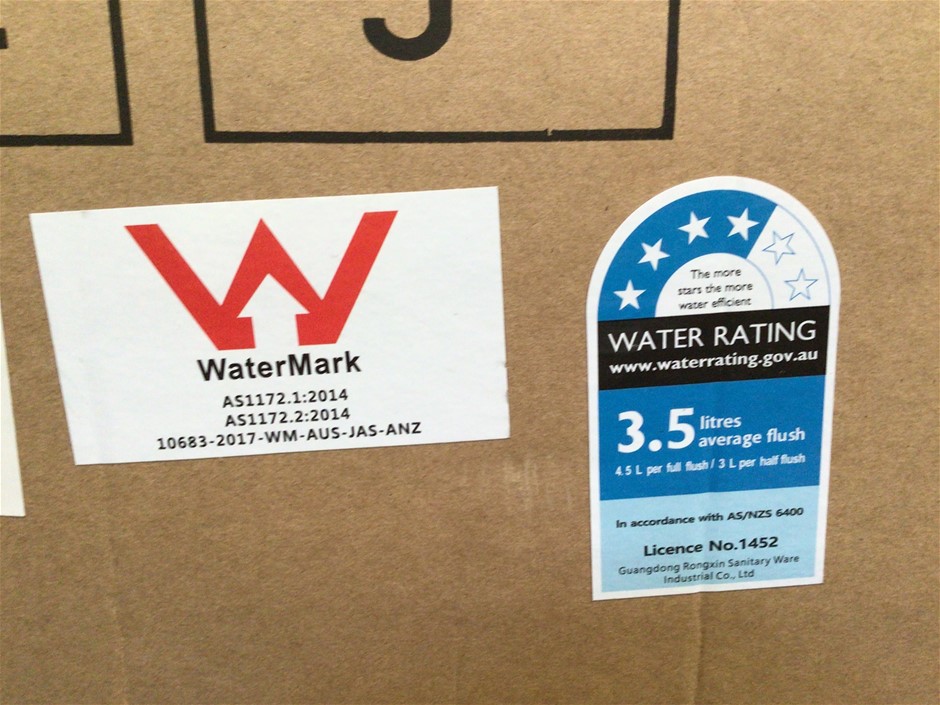 WaterMark
AS1172.1:2014
AS1172.2:2014
10683-2017-WM-AUS-JAS-ANZ
The more
stars the more
water efficient
WATER RATING
www.waterrating.gov.au
3.5 litres
average flush
4.5 L per full flush / 3 L per half flush
In accordance with AS/NZS 6400
Licence No.1452
Guangdong Rongxin Sanitary Ware
Industrial Co., Ltd